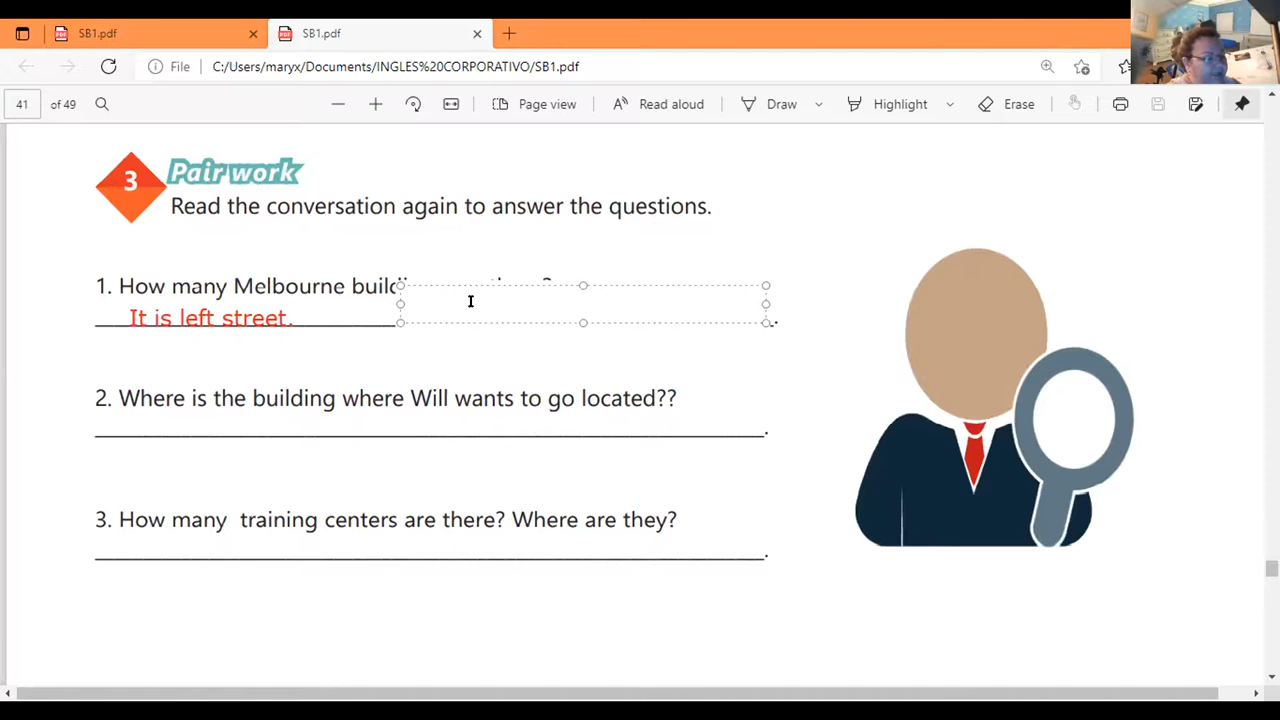 SB1.pdf
SB1.pdf
File C:/Users/maryx/Documents/INGLES%20CORPORATIVO/SB1.pdf
41 of 49 Page view Read aloud Draw Highlight Erase
3 Pair work
Read the conversation again to answer the questions.
1. How many Melbourne
It is left street.
2. Where is the building where Will wants to go located??
3. How many training centers are there? Where are they?